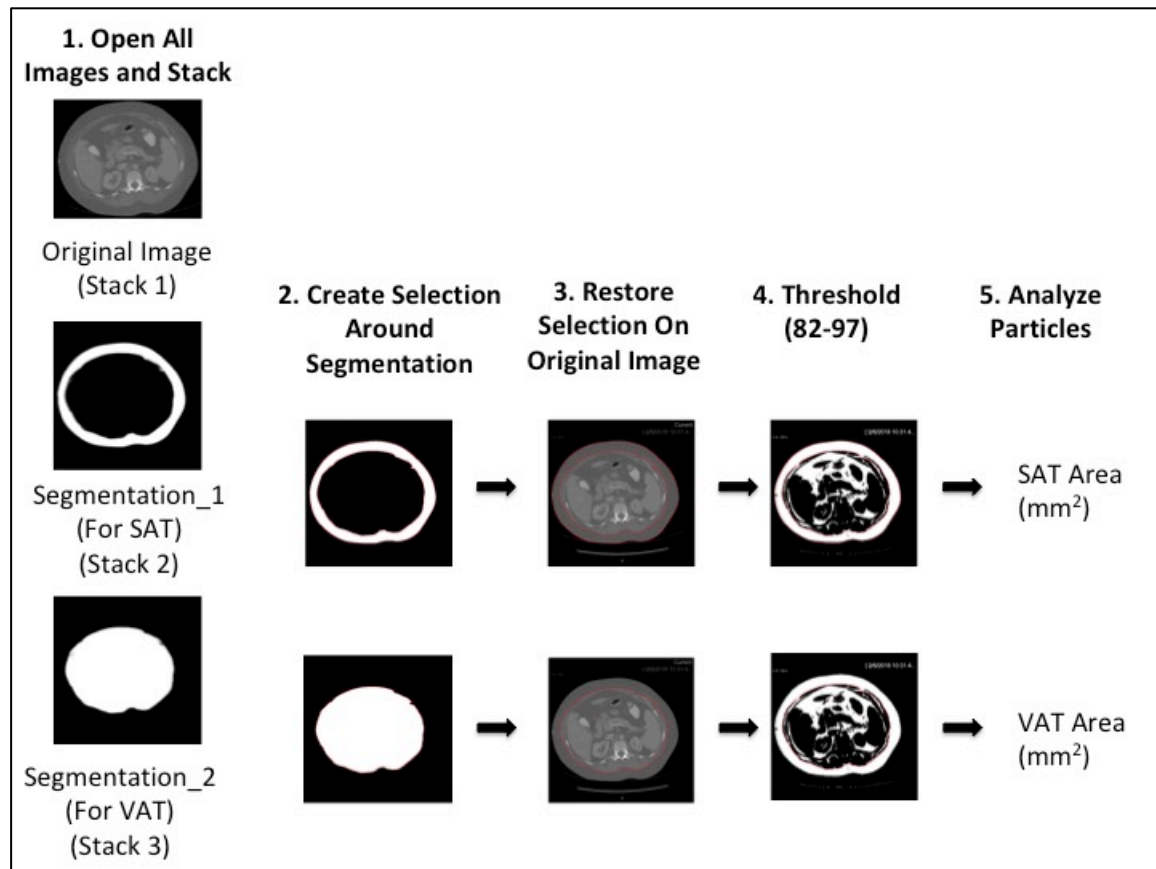 1. Open All
Images and Stack
Original Image
(Stack 1)
Segmentation_1
(For SAT)
(Stack 2)
Segmentation_2
(For VAT)
(Stack 3)
2. Create Selection
Around
Segmentation
3. Restore
Selection On
Original Image
4. Threshold
(82-97)
5. Analyze
Particles
Current
SAT Area
(mm²)
Current
VAT Area
(mm²)